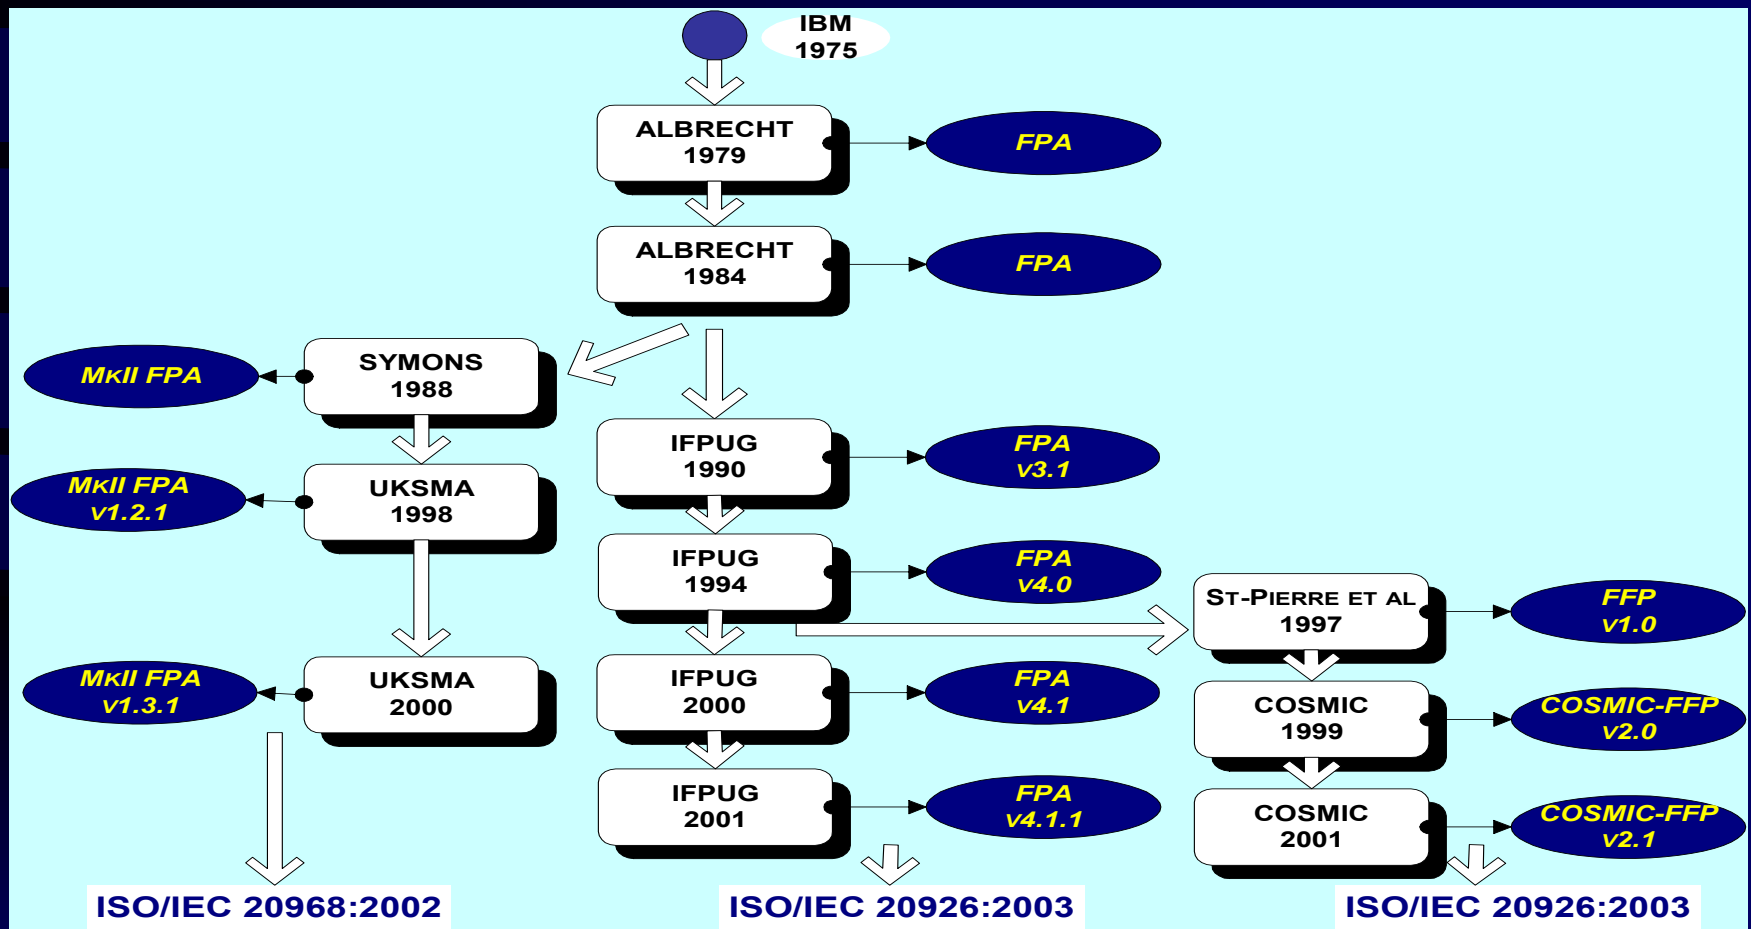 IBM
1975
ALBRECHT
1979
FPA
ALBRECHT
1984
FPA
MKII FPA
SYMONS
1988
IFPUG
1990
FPA
v3.1
MKII FPA
v1.2.1
UKSMA
1998
IFPUG
1994
FPA
v4.0
ST-PIERRE ET AL
1997
FFP
v1.0
MKII FPA
v1.3.1
UKSMA
2000
IFPUG
2000
FPA
v4.1
COSMIC
1999
COSMIC-FFP
v2.0
IFPUG
2001
FPA
v4.1.1
COSMIC
2001
COSMIC-FFP
v2.1
ISO/IEC 20968:2002
ISO/IEC 20926:2003
ISO/IEC 20926:2003